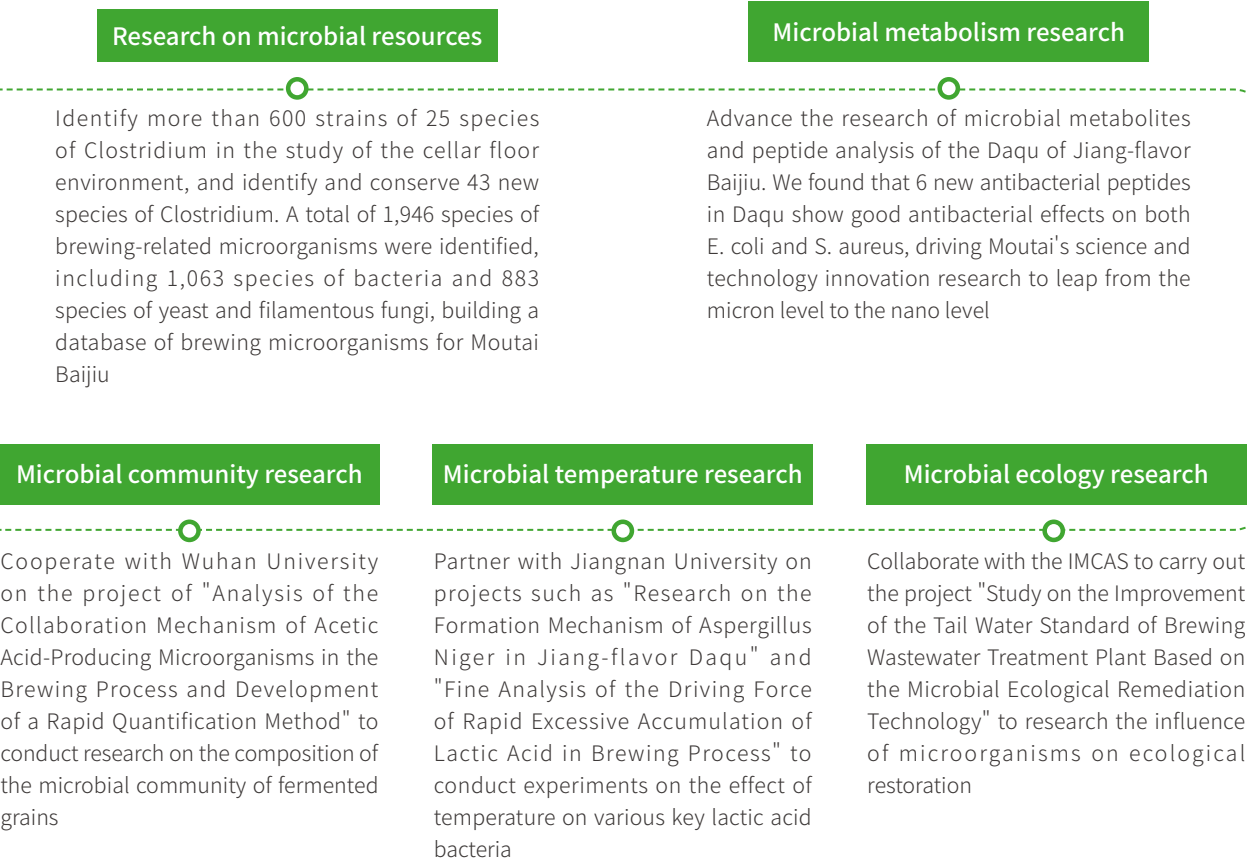 Research on microbial resources
Identify more than 600 strains of 25 species
of Clostridium in the study of the cellar floor
environment, and identify and conserve 43 new
species of Clostridium. A total of 1,946 species of
brewing-related microorganisms were identified,
including 1,063 species of bacteria and 883
species of yeast and filamentous fungi, building a
database of brewing microorganisms for Moutai
Baijiu
Microbial metabolism research
Advance the research of microbial metabolites
and peptide analysis of the Daqu of Jiang-flavor
Baijiu. We found that 6 new antibacterial peptides
in Daqu show good antibacterial effects on both
E. coli and S. aureus, driving Moutai's science and
technology innovation research to leap from the
micron level to the nano level
Microbial community research
Cooperate with Wuhan University
on the project of "Analysis of the
Collaboration Mechanism of Acetic
Acid-Producing Microorganisms in the
Brewing Process and Development
of a Rapid Quantification Method" to
conduct research on the composition of
the microbial community of fermented
grains
Microbial temperature research
Partner with Jiangnan University on
projects such as "Research on the
Formation Mechanism of Aspergillus
Niger in Jiang-flavor Daqu" and
"Fine Analysis of the Driving Force
of Rapid Excessive Accumulation of
Lactic Acid in Brewing Process" to
conduct experiments on the effect of
temperature on various key lactic acid
bacteria
Microbial ecology research
Collaborate with the IMCAS to carry out
the project "Study on the Improvement
of the Tail Water Standard of Brewing
Wastewater Treatment Plant Based on
the Microbial Ecological Remediation
Technology" to research the influence
of microorganisms on ecological
restoration